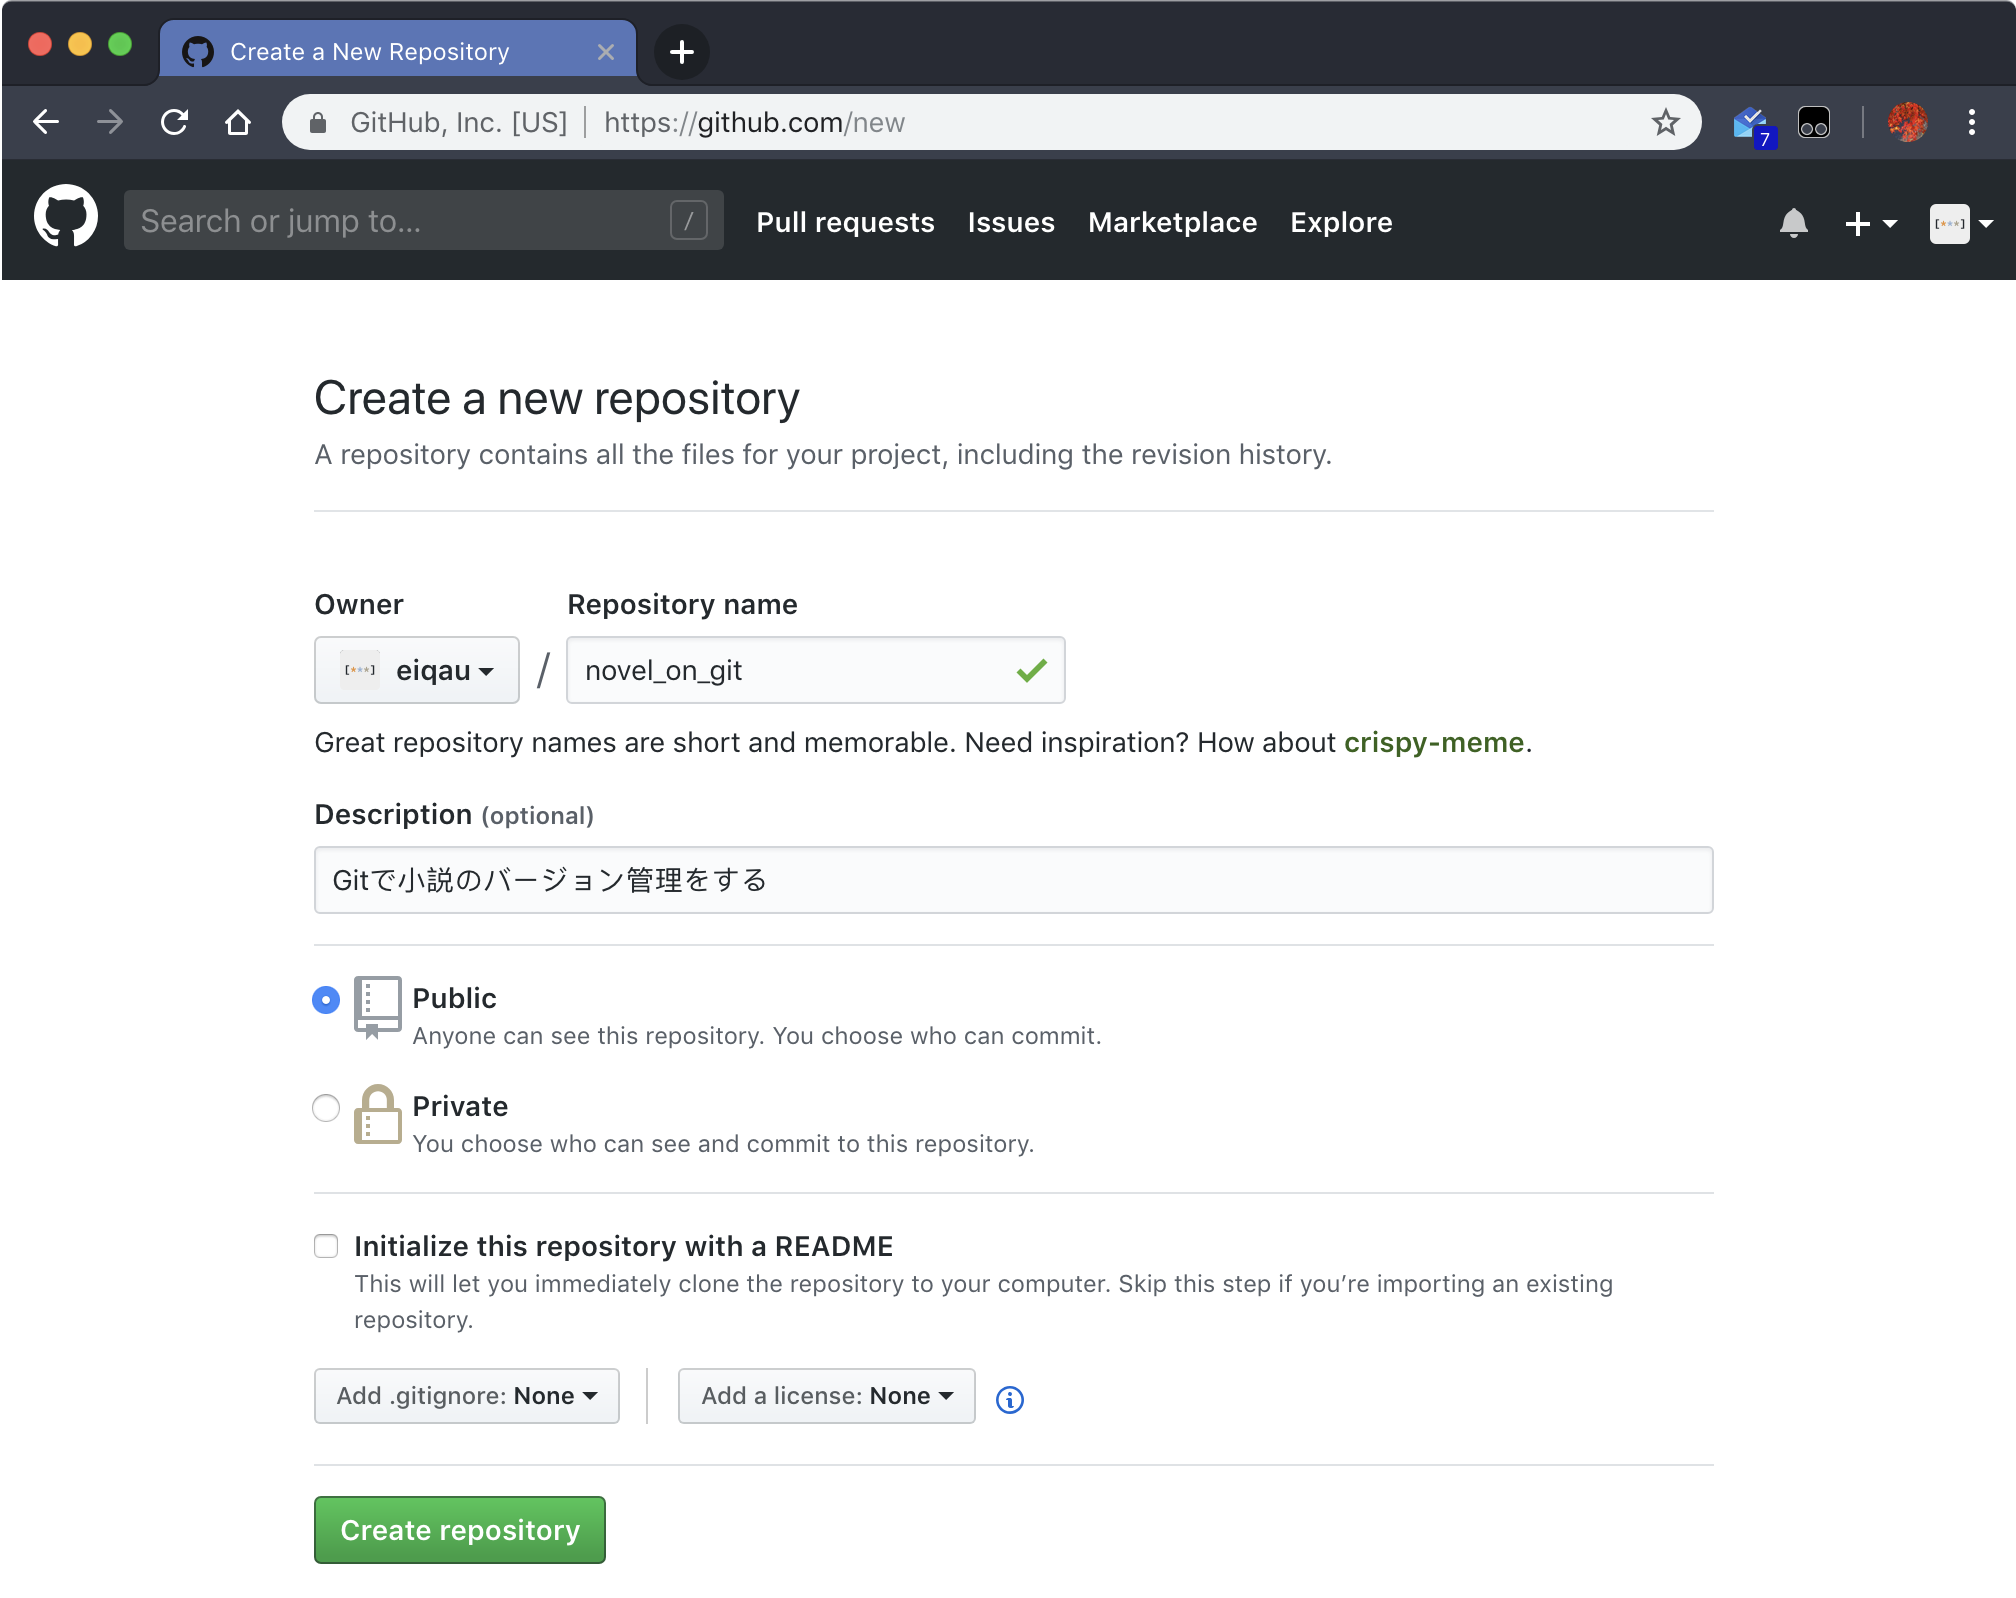 Create a New Repository
GitHub, Inc. [US] https://github.com/new
7
Search or jump to... / Pull requests Issues Marketplace Explore
[***]
Create a new repository
A repository contains all the files for your project, including the revision history.
Owner Repository name
[***] eiqau / novel_on_git
Great repository names are short and memorable. Need inspiration? How about crispy-meme.
Description (optional)
Gitで小説のバージョン管理をする
Public
Anyone can see this repository. You choose who can commit.
Private
You choose who can see and commit to this repository.
Initialize this repository with a README
This will let you immediately clone the repository to your computer. Skip this step if you’re importing an existing
repository.
Add .gitignore: None Add a license: None
Create repository